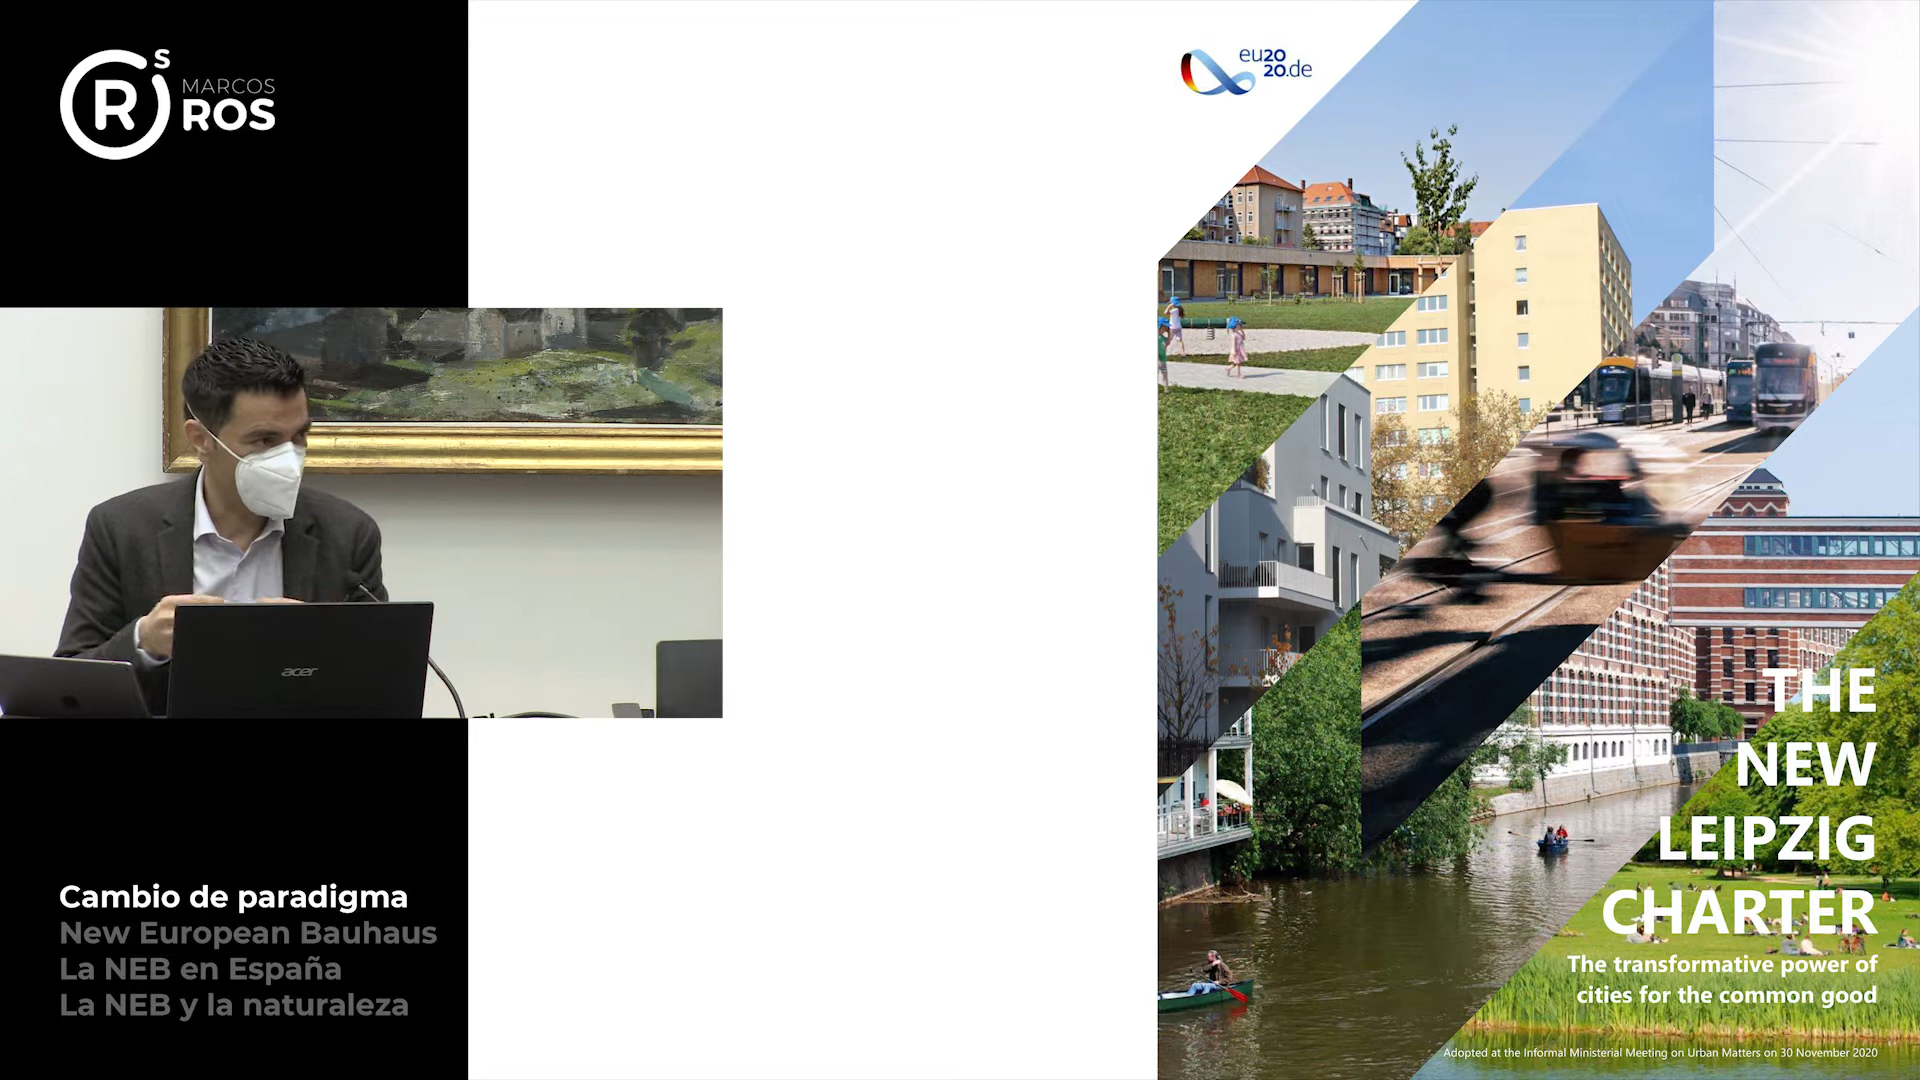 S
R
MARCOS
ROS
acer
Cambio de paradigma
New European Bauhaus
La NEB en España
La NEB y la naturaleza
eu20
20.de
THE
NEW
LEIPZIG
CHARTER
The transformative power of
cities for the common good
Adopted at the Informal Ministerial Meeting on Urban Matters on 30 November 2020